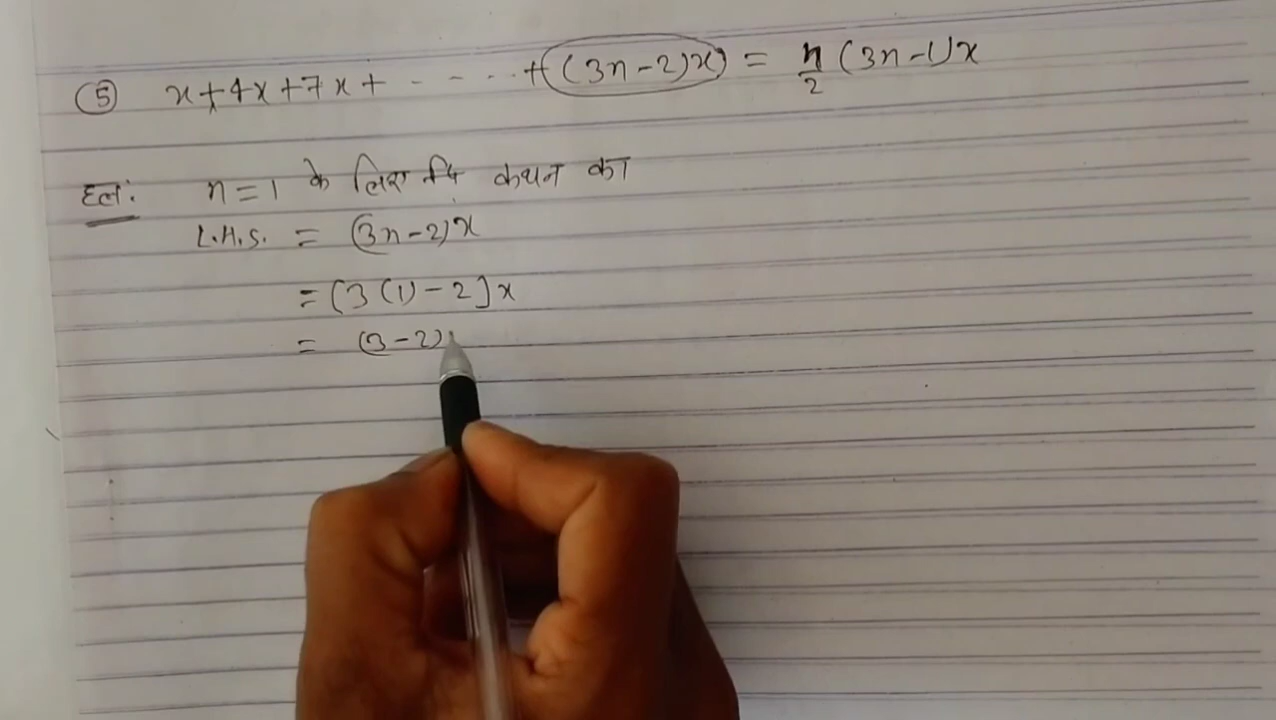 (5) x + 4x + 7x + - - - - - + ((3n-2)x) = n/2 (3n-1)x
हल: n = 1 के लिए कथन का
L.H.S. = (3n-2)x
= (3(1) - 2]x
= (3-2)